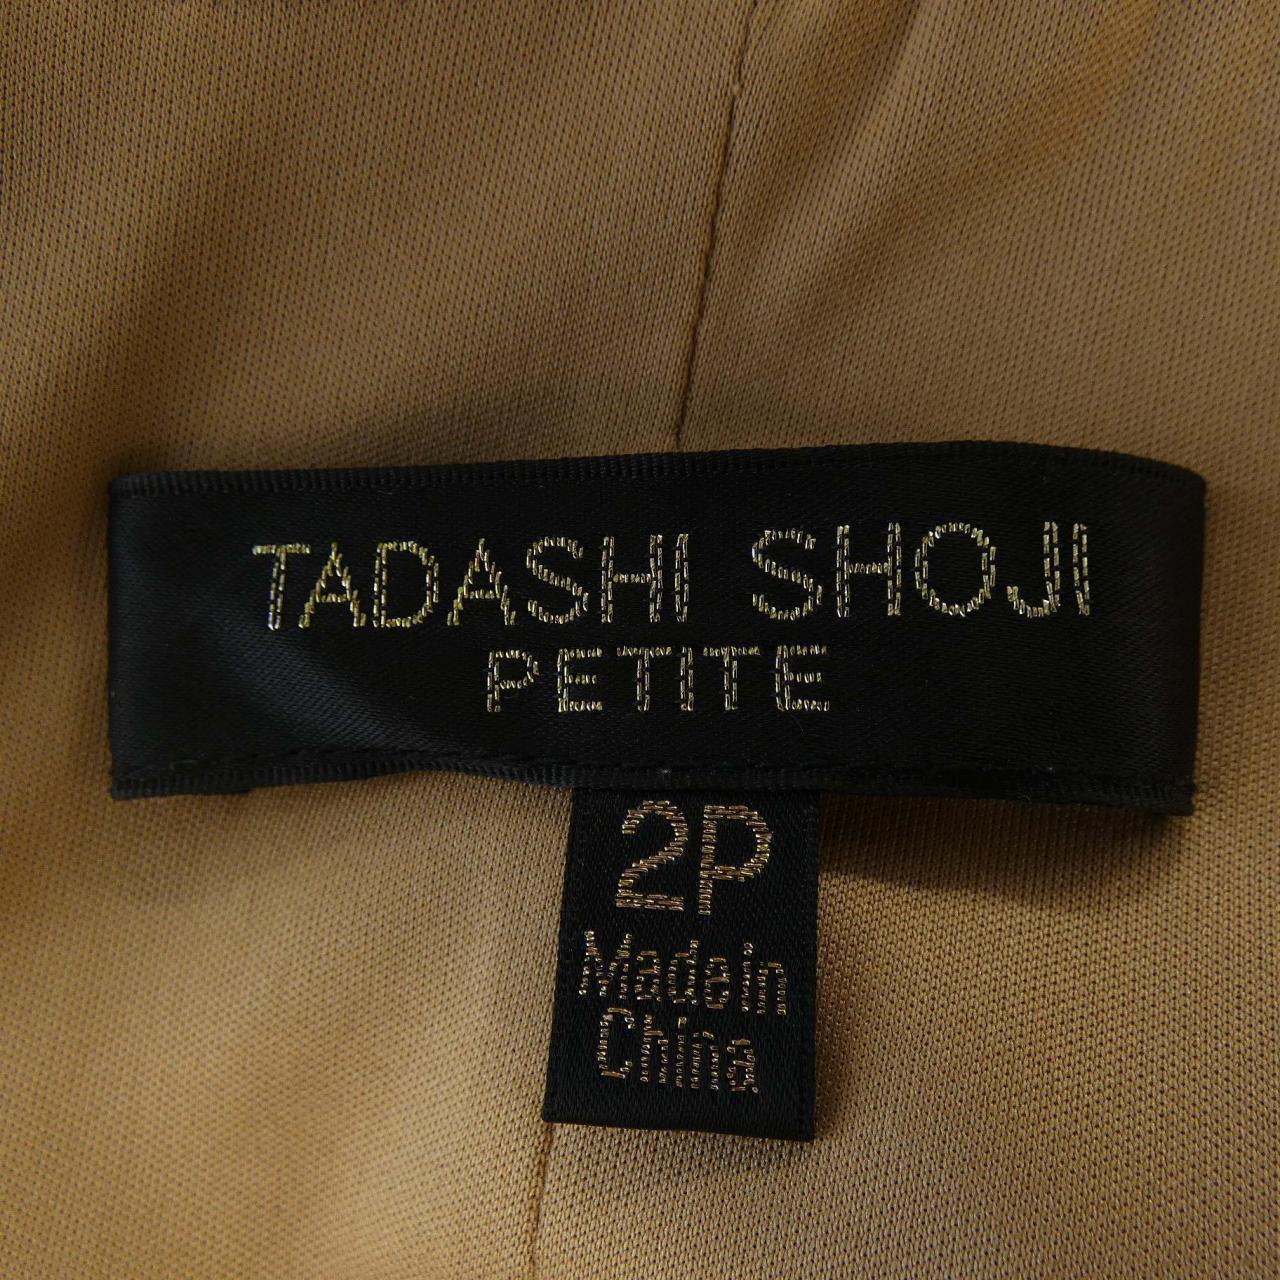 TADASHI SHOJI
PETITE
2P
Made in
China